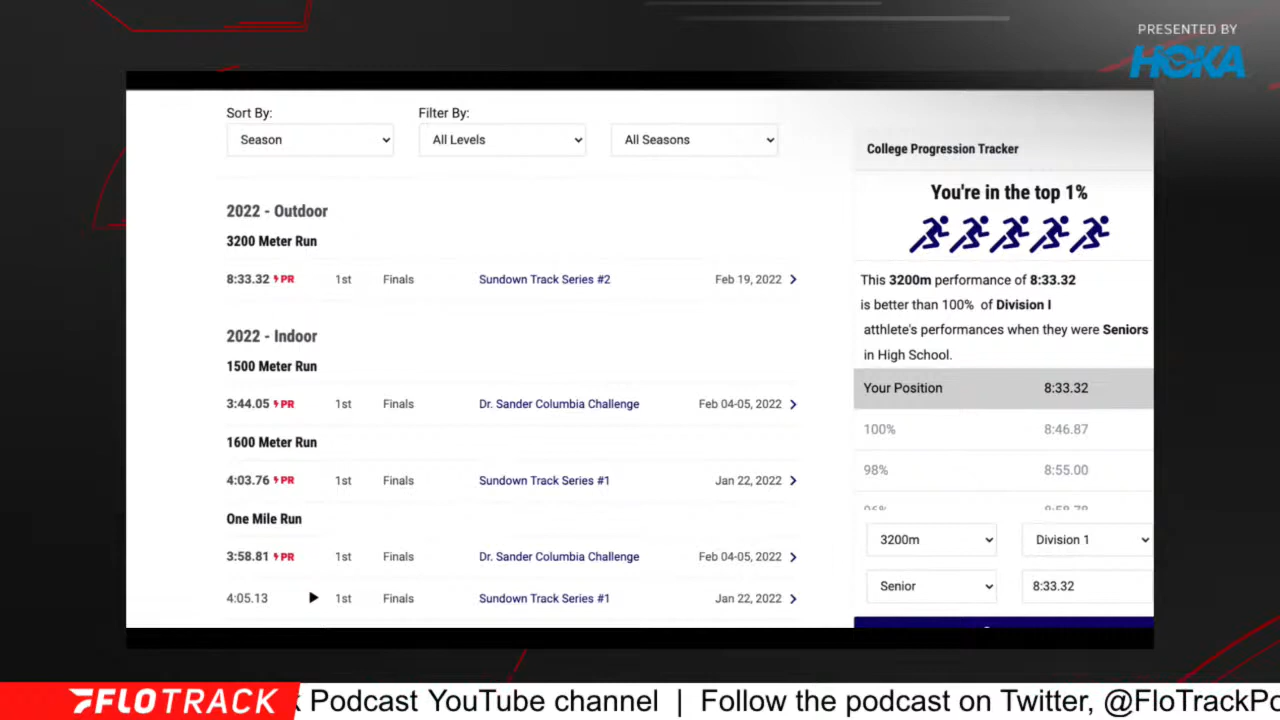 PRESENTED BY
HOKA
Sort By:
Filter By:
Season
All Levels
All Seasons
2022 - Outdoor
3200 Meter Run
8:33.32 PR 1st Finals Sundown Track Series #2 Feb 19, 2022
2022 - Indoor
1500 Meter Run
3:44.05 PR 1st Finals Dr. Sander Columbia Challenge Feb 04-05, 2022
1600 Meter Run
4:03.76 PR 1st Finals Sundown Track Series #1 Jan 22, 2022
One Mile Run
3:58.81 PR 1st Finals Dr. Sander Columbia Challenge Feb 04-05, 2022
4:05.13 1st Finals Sundown Track Series #1 Jan 22, 2022
College Progression Tracker
You're in the top 1%
This 3200m performance of 8:33.32
is better than 100% of Division I
atthlete's performances when they were Seniors
in High School.
Your Position 8:33.32
100% 8:46.87
98% 8:55.00
96% 8:58.78
3200m
Division 1
Senior
8:33.32
FLOTRACK
k Podcast YouTube channel | Follow the podcast on Twitter, @FloTrackPo